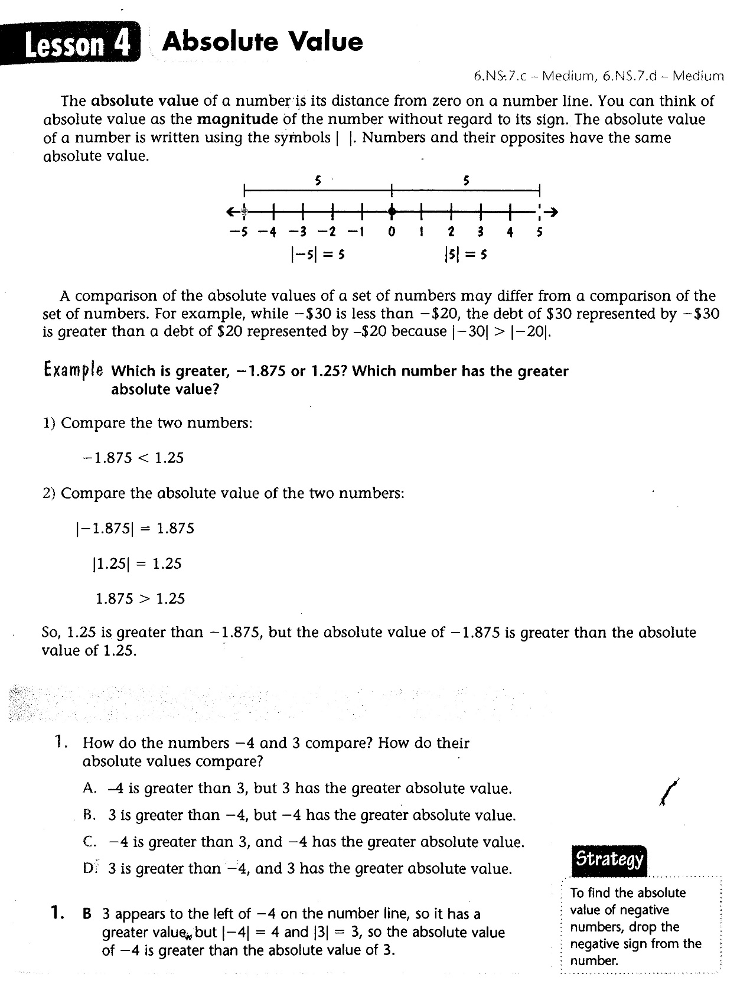 Lesson 4 Absolute Value
6.NS.7.c – Medium, 6.NS.7.d – Medium
The absolute value of a number is its distance from zero on a number line. You can think of
absolute value as the magnitude of the number without regard to its sign. The absolute value
of a number is written using the symbols | |. Numbers and their opposites have the same
absolute value.
5 5
−5 −4 −3 −2 −1 0 1 2 3 4 5
|−5| = 5 |5| = 5
A comparison of the absolute values of a set of numbers may differ from a comparison of the
set of numbers. For example, while −$30 is less than −$20, the debt of $30 represented by −$30
is greater than a debt of $20 represented by –$20 because |−30| > |−20|.
Example Which is greater, −1.875 or 1.25? Which number has the greater
absolute value?
1) Compare the two numbers:
−1.875 < 1.25
2) Compare the absolute value of the two numbers:
|−1.875| = 1.875
|1.25| = 1.25
1.875 > 1.25
So, 1.25 is greater than −1.875, but the absolute value of −1.875 is greater than the absolute
value of 1.25.
1. How do the numbers −4 and 3 compare? How do their
absolute values compare?
A. −4 is greater than 3, but 3 has the greater absolute value.
B. 3 is greater than −4, but −4 has the greater absolute value.
C. −4 is greater than 3, and −4 has the greater absolute value.
D. 3 is greater than −4, and 3 has the greater absolute value.
1. B 3 appears to the left of −4 on the number line, so it has a
greater value, but |−4| = 4 and |3| = 3, so the absolute value
of −4 is greater than the absolute value of 3.
Strategy
To find the absolute
value of negative
numbers, drop the
negative sign from the
number.